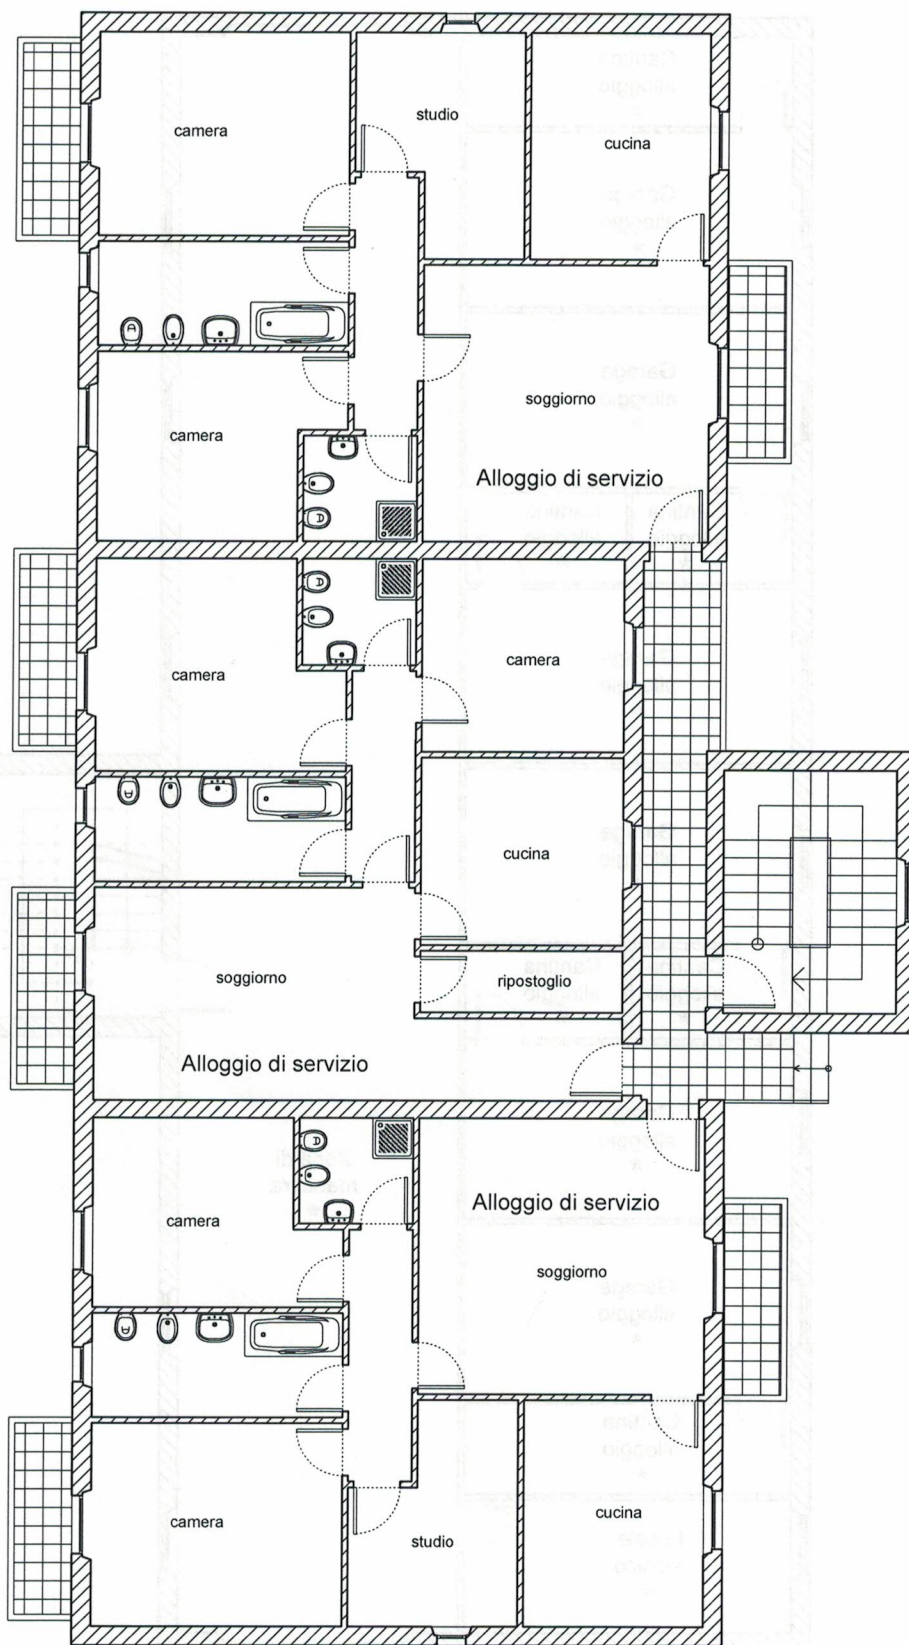 camera
studio
cucina
camera
soggiorno
Alloggio di servizio
camera
camera
cucina
soggiorno
ripostoglio
Alloggio di servizio
camera
Alloggio di servizio
soggiorno
camera
studio
cucina